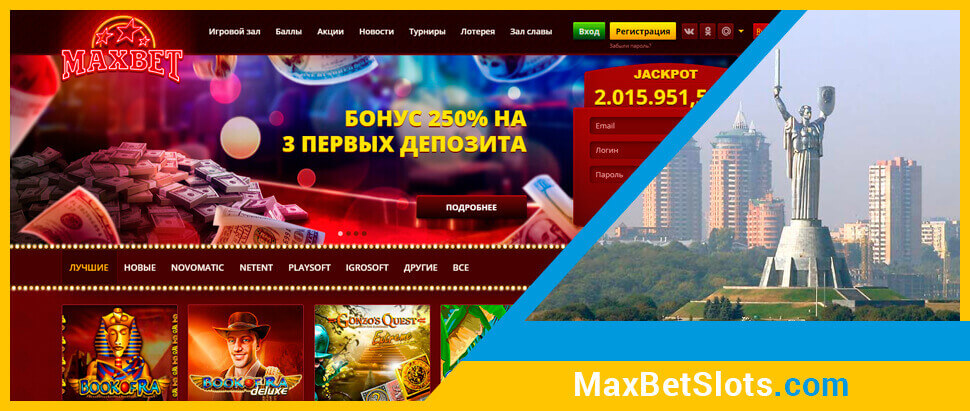 MAXBET
Игровой зал Баллы Акции Новости Турниры Лотерея Зал славы
Вход Регистрация
Забыли пароль?
JACKPOT
2.015.951,5
Email
Логин
Пароль
БОНУС 250% НА
3 ПЕРВЫХ ДЕПОЗИТА
ПОДРОБНЕЕ
ЛУЧШИЕ НОВЫЕ NOVOMATIC NETENT PLAYSOFT IGROSOFT ДРУГИЕ ВСЕ
BOOK OF RA
BOOK OF RA
deluxe
GONZO'S QUEST
Extreme
MaxBetSlots.com